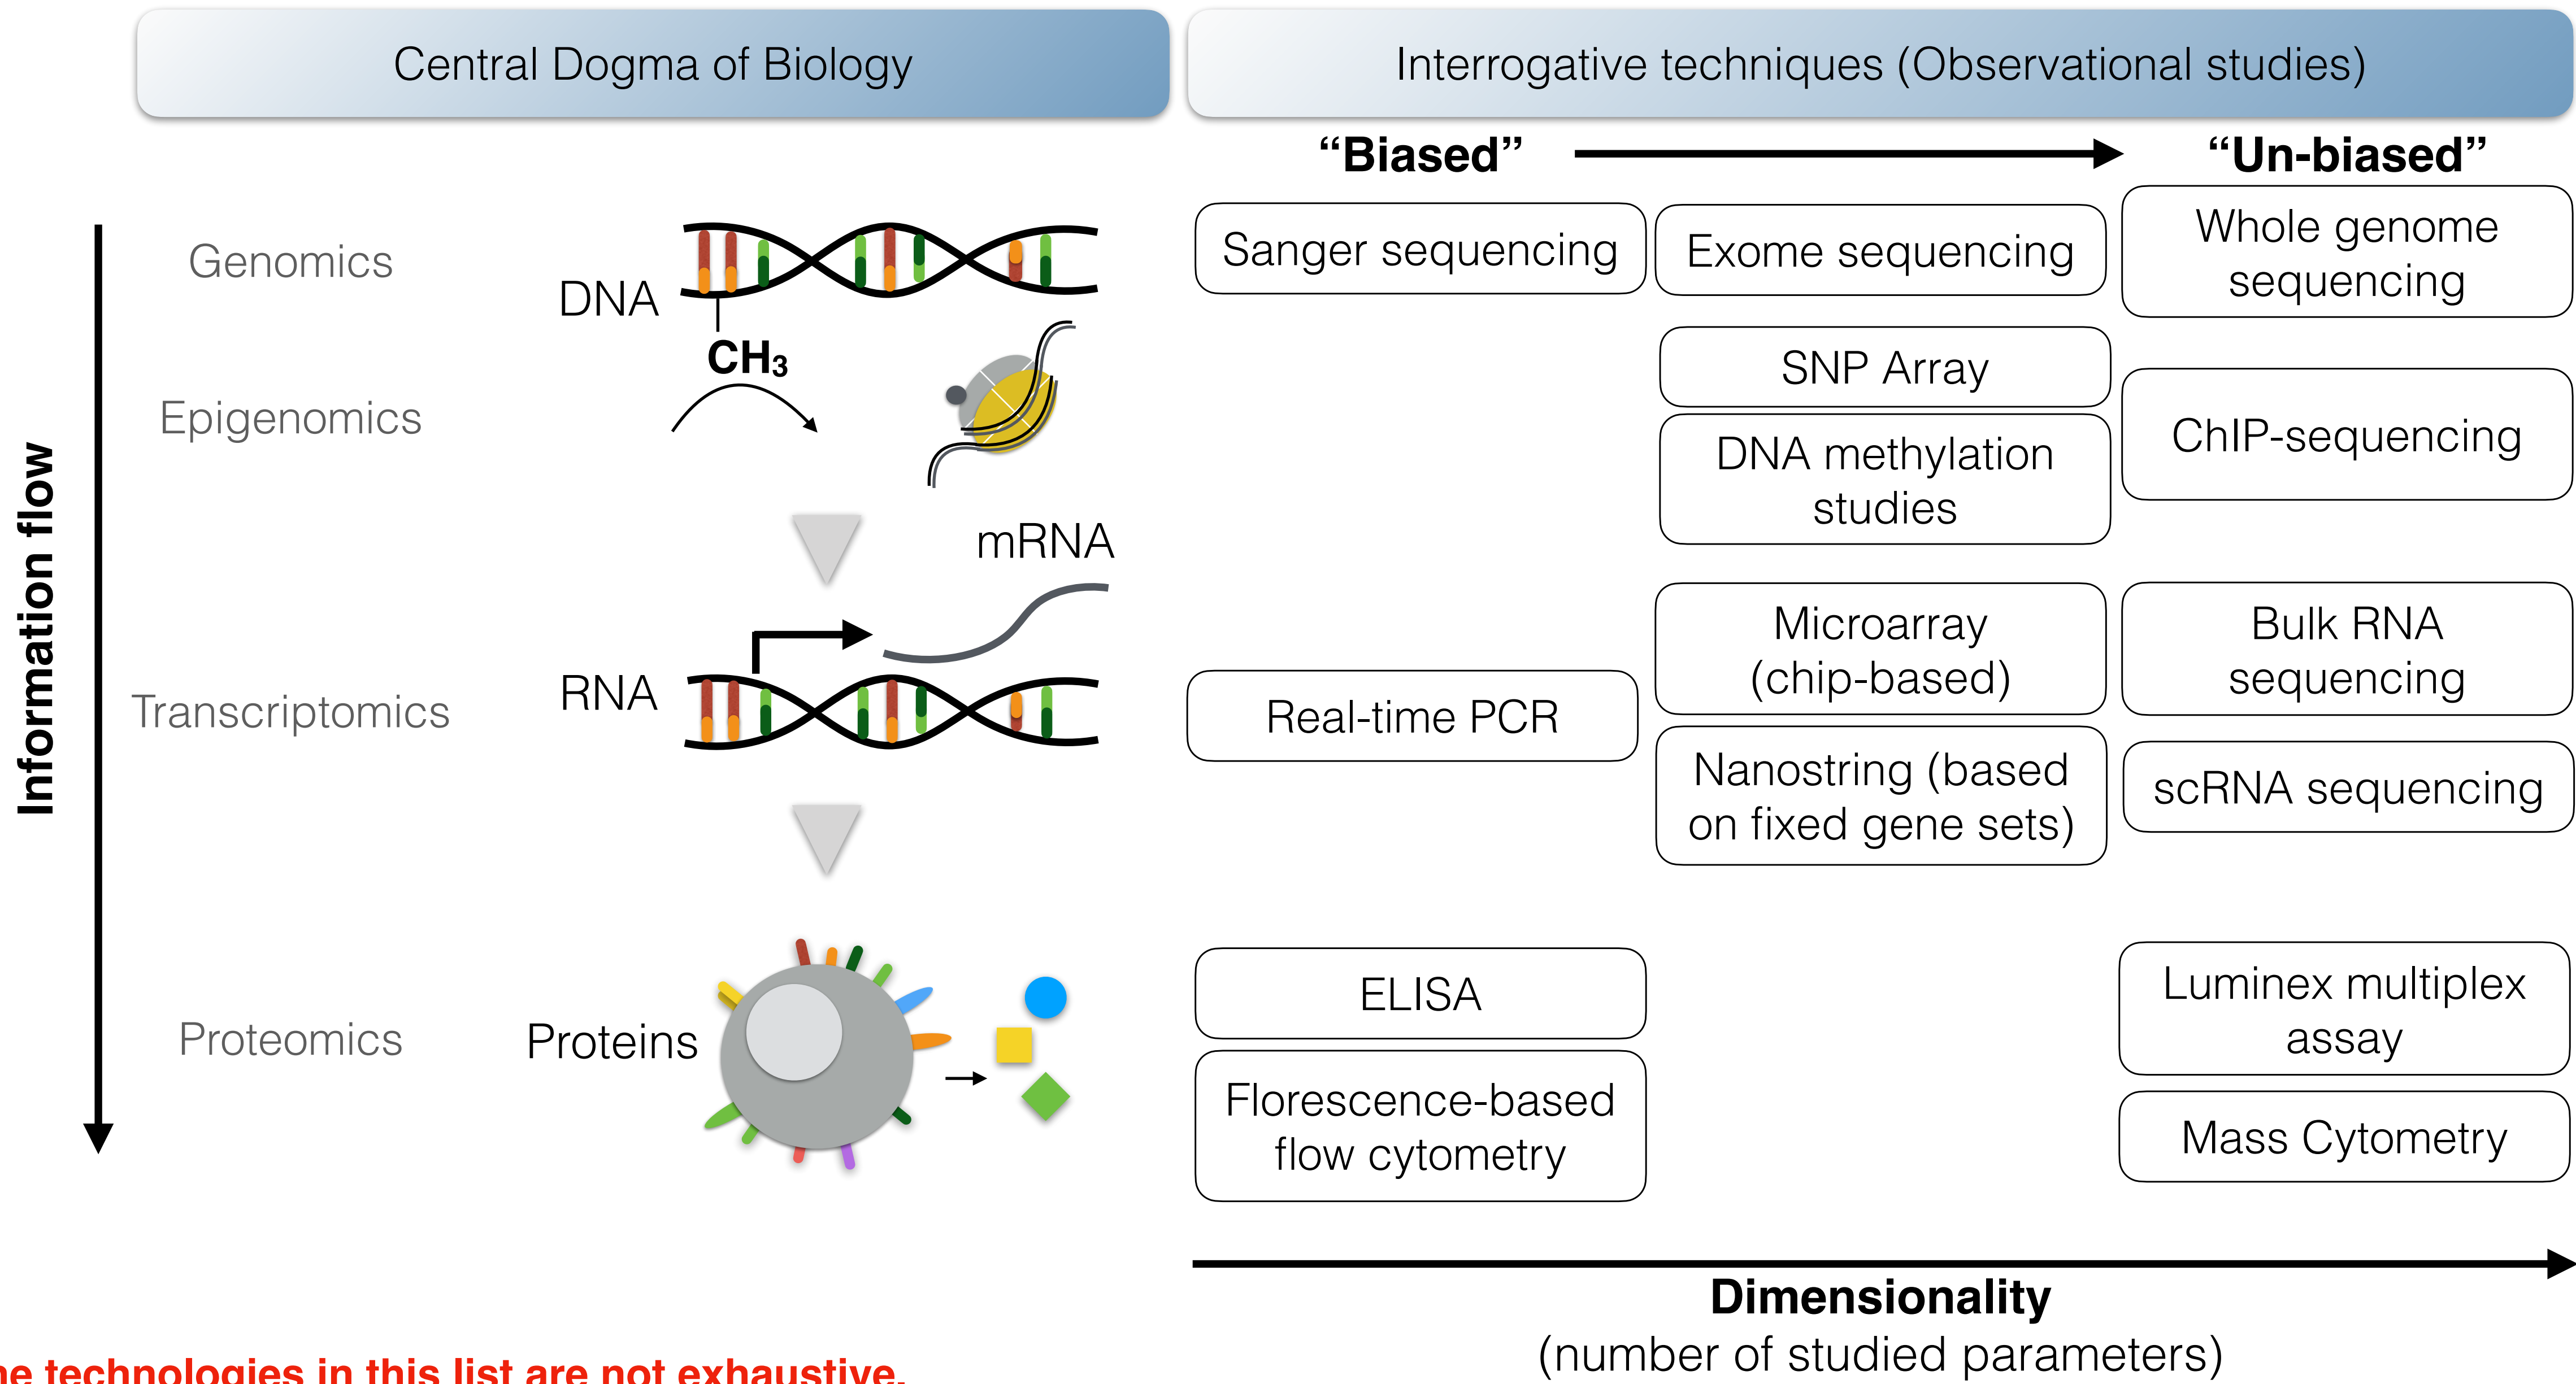 Central Dogma of Biology
Interrogative techniques (Observational studies)
“Biased”
“Un-biased”
Information flow
Genomics
DNA
CH₃
Sanger sequencing
Exome sequencing
Whole genome
sequencing
Epigenomics
SNP Array
DNA methylation
studies
ChIP-sequencing
mRNA
Transcriptomics
RNA
Real-time PCR
Microarray
(chip-based)
Nanostring (based
on fixed gene sets)
Bulk RNA
sequencing
scRNA sequencing
Proteomics
Proteins
ELISA
Florescence-based
flow cytometry
Luminex multiplex
assay
Mass Cytometry
Dimensionality
(number of studied parameters)
technologies in this list are not exhaustive.